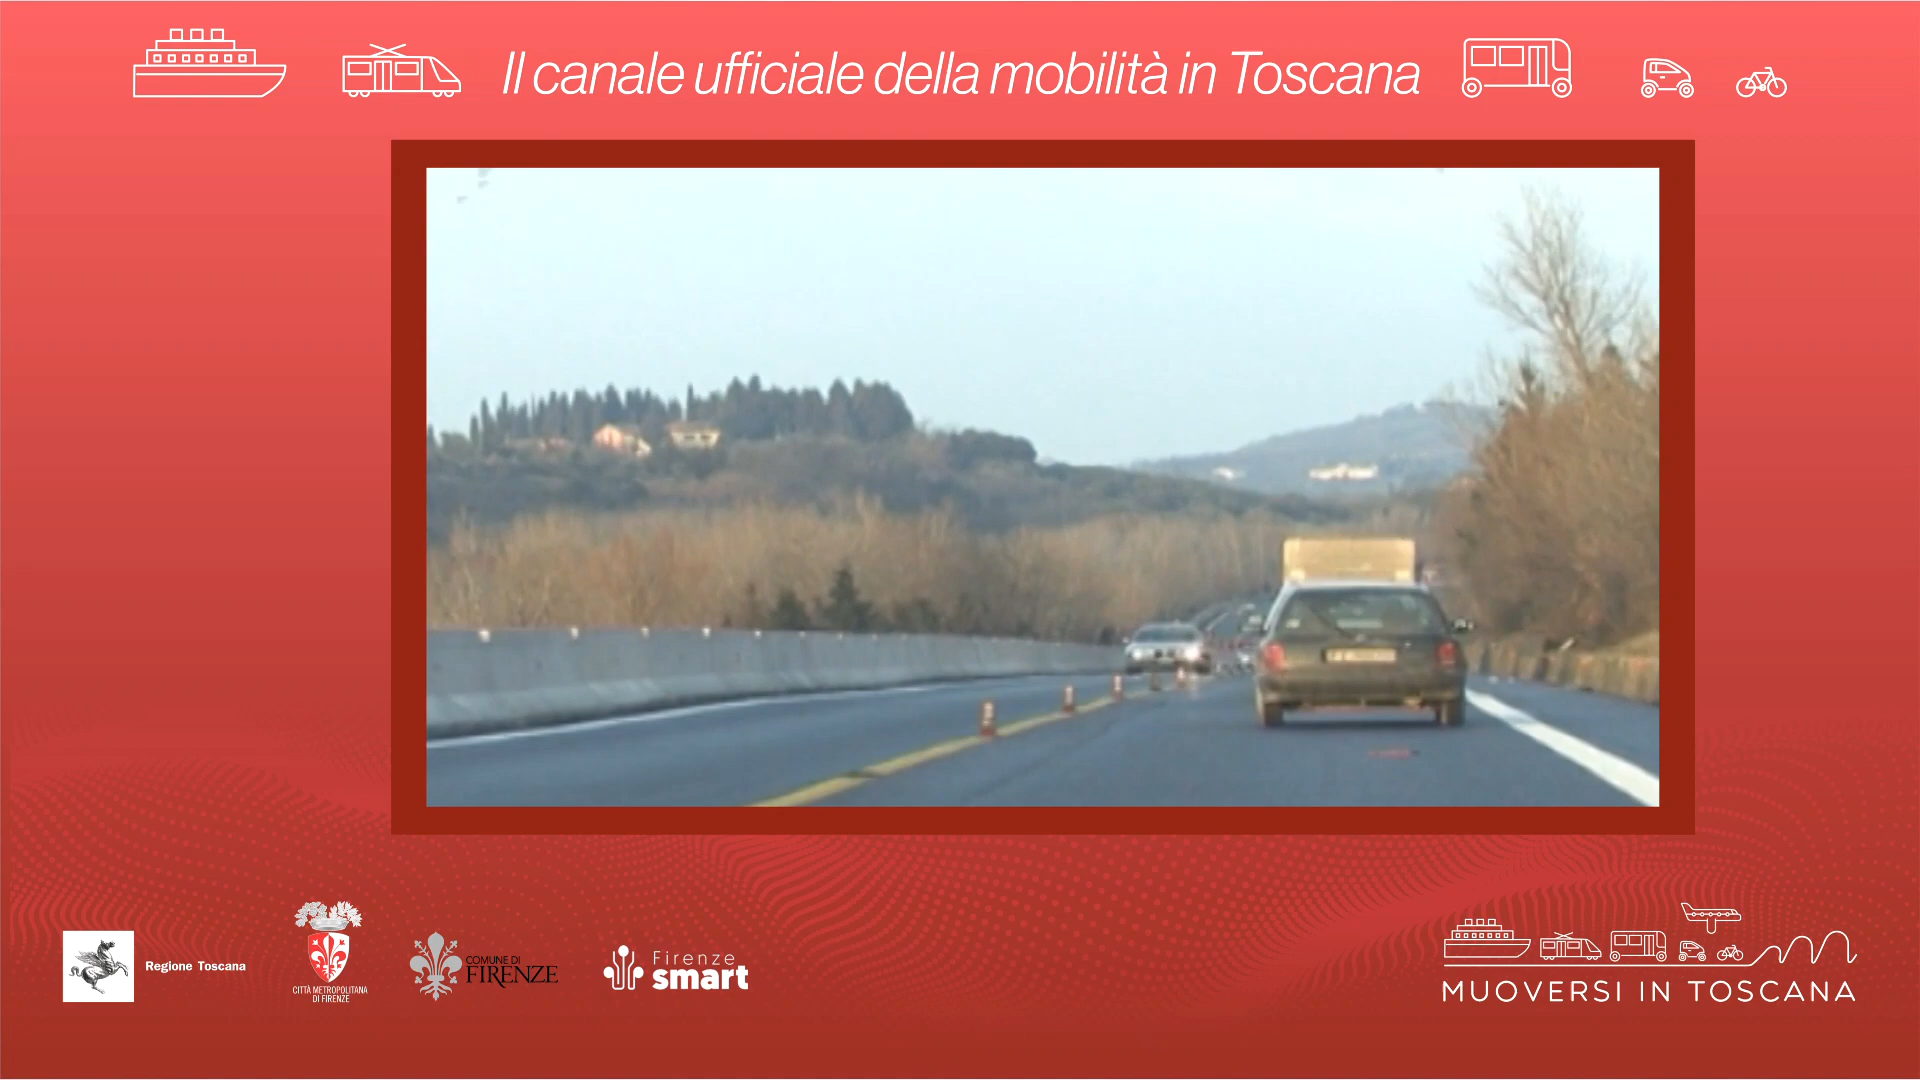 Il canale ufficiale della mobilità in Toscana
Regione Toscana
CITTÀ METROPOLITANA
DI FIRENZE
COMUNE DI
FIRENZE
Firenze
smart
MUOVERSI IN TOSCANA